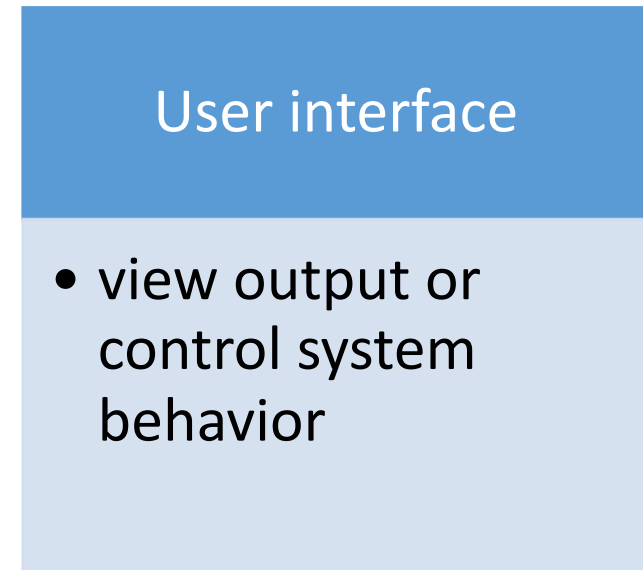 User interface
• view output or
control system
behavior